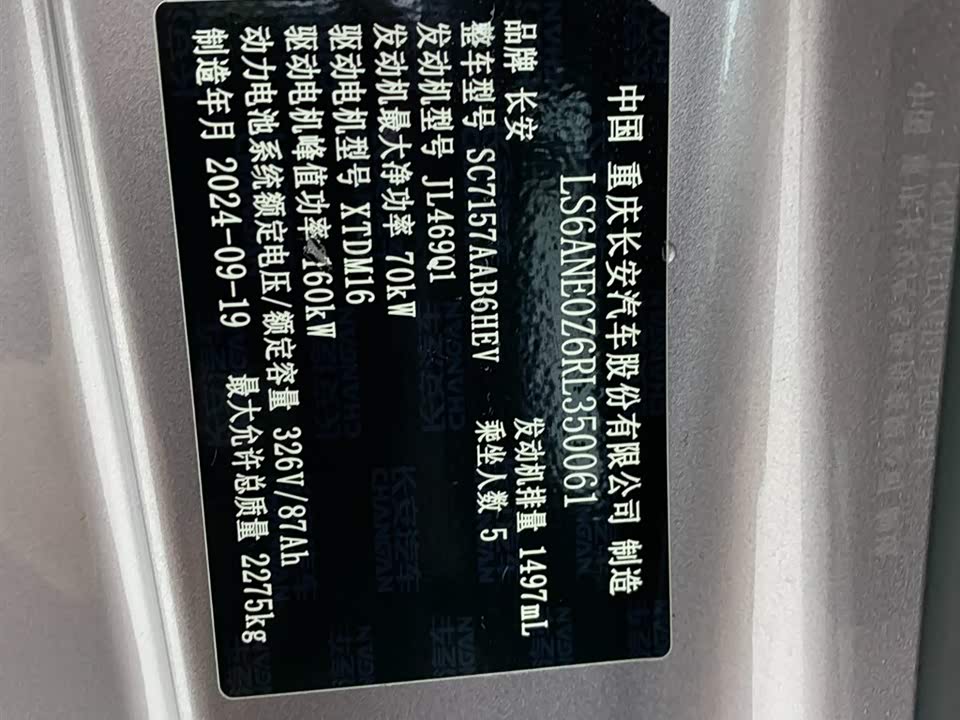 中国 重庆长安汽车股份有限公司 制造
LS6ANE0Z6RL350061
品牌 长安 发动机排量 1497mL
整车型号 SC7157AAB6HEV 乘坐人数 5
发动机型号 JL469Q1
发动机最大净功率 70kW
驱动电机型号 XTDM16
驱动电机峰值功率 160kW
动力电池系统额定电压/额定容量 326V/87Ah
制造年月 2024-09-19 最大允许总质量 2275kg